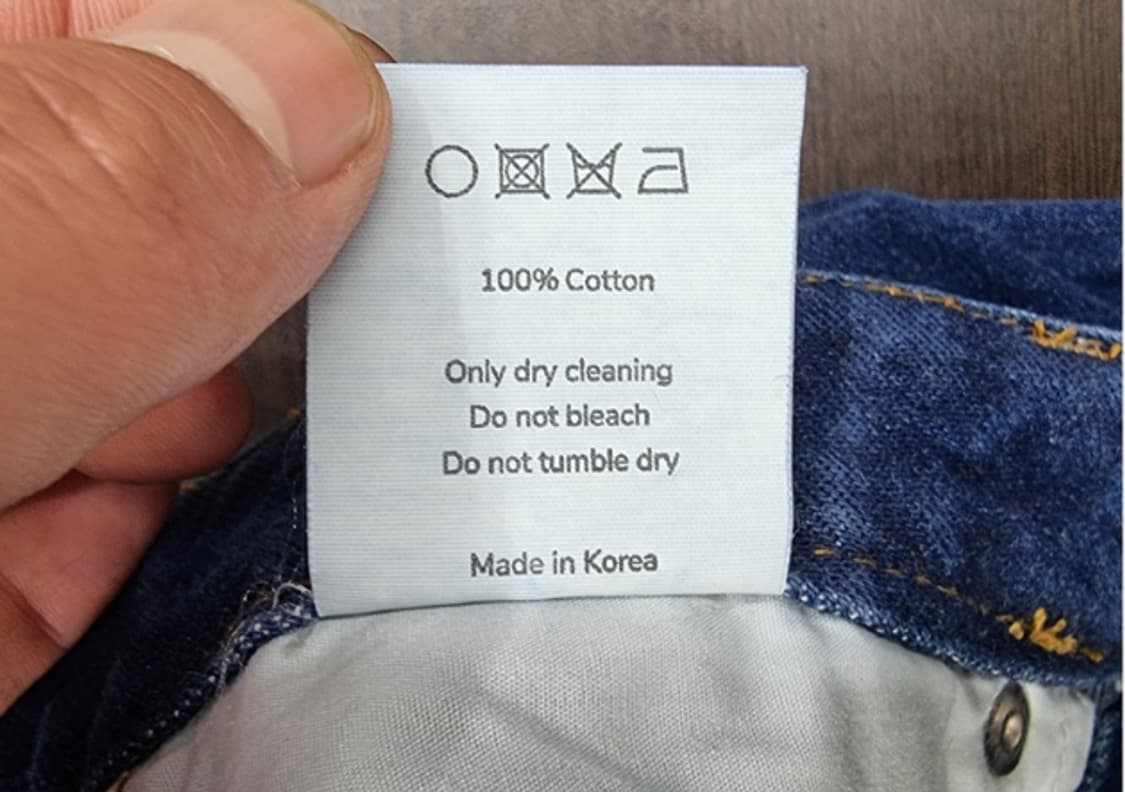 100% Cotton
Only dry cleaning
Do not bleach
Do not tumble dry
Made in Korea